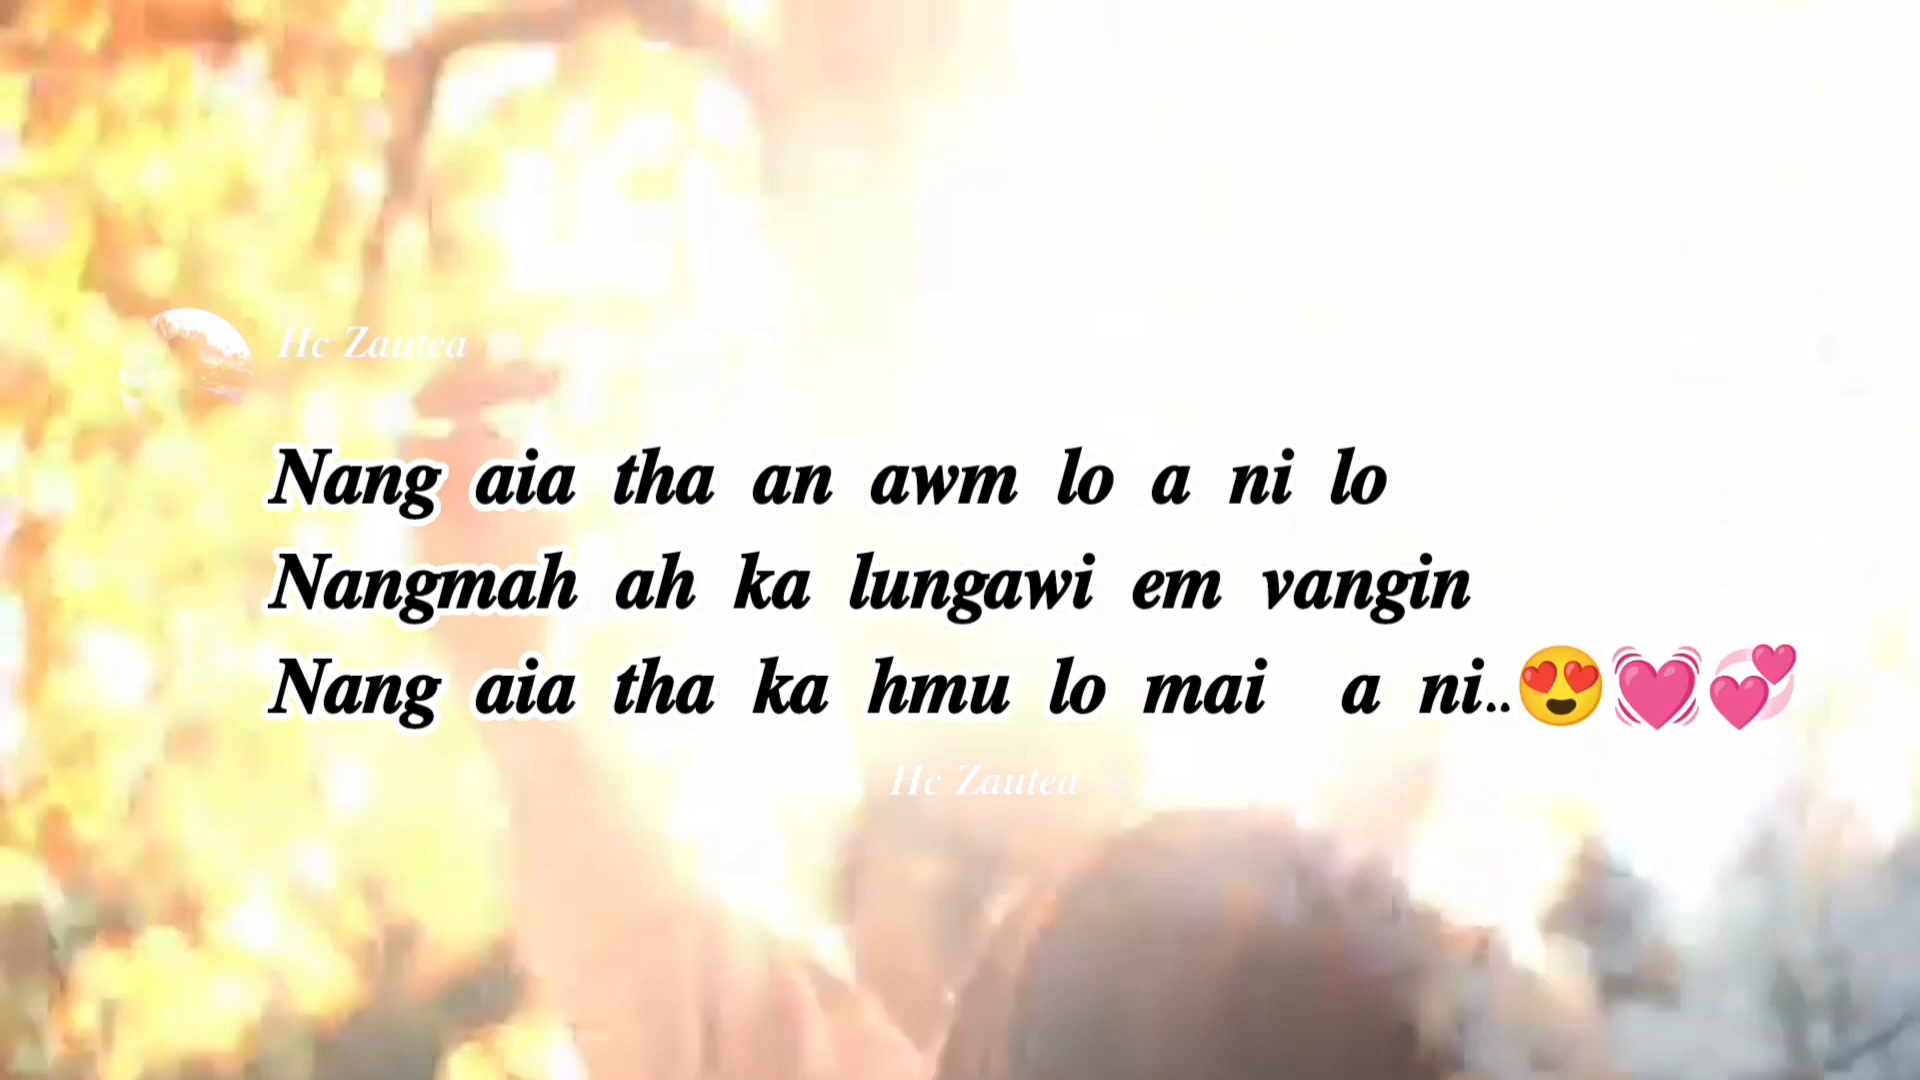 Hc Zautea
Nang aia tha an awm lo a ni lo
Nangmah ah ka lungawi em vangin
Nang aia tha ka hmu lo mai a ni..😍💓💞
Hc Zautea